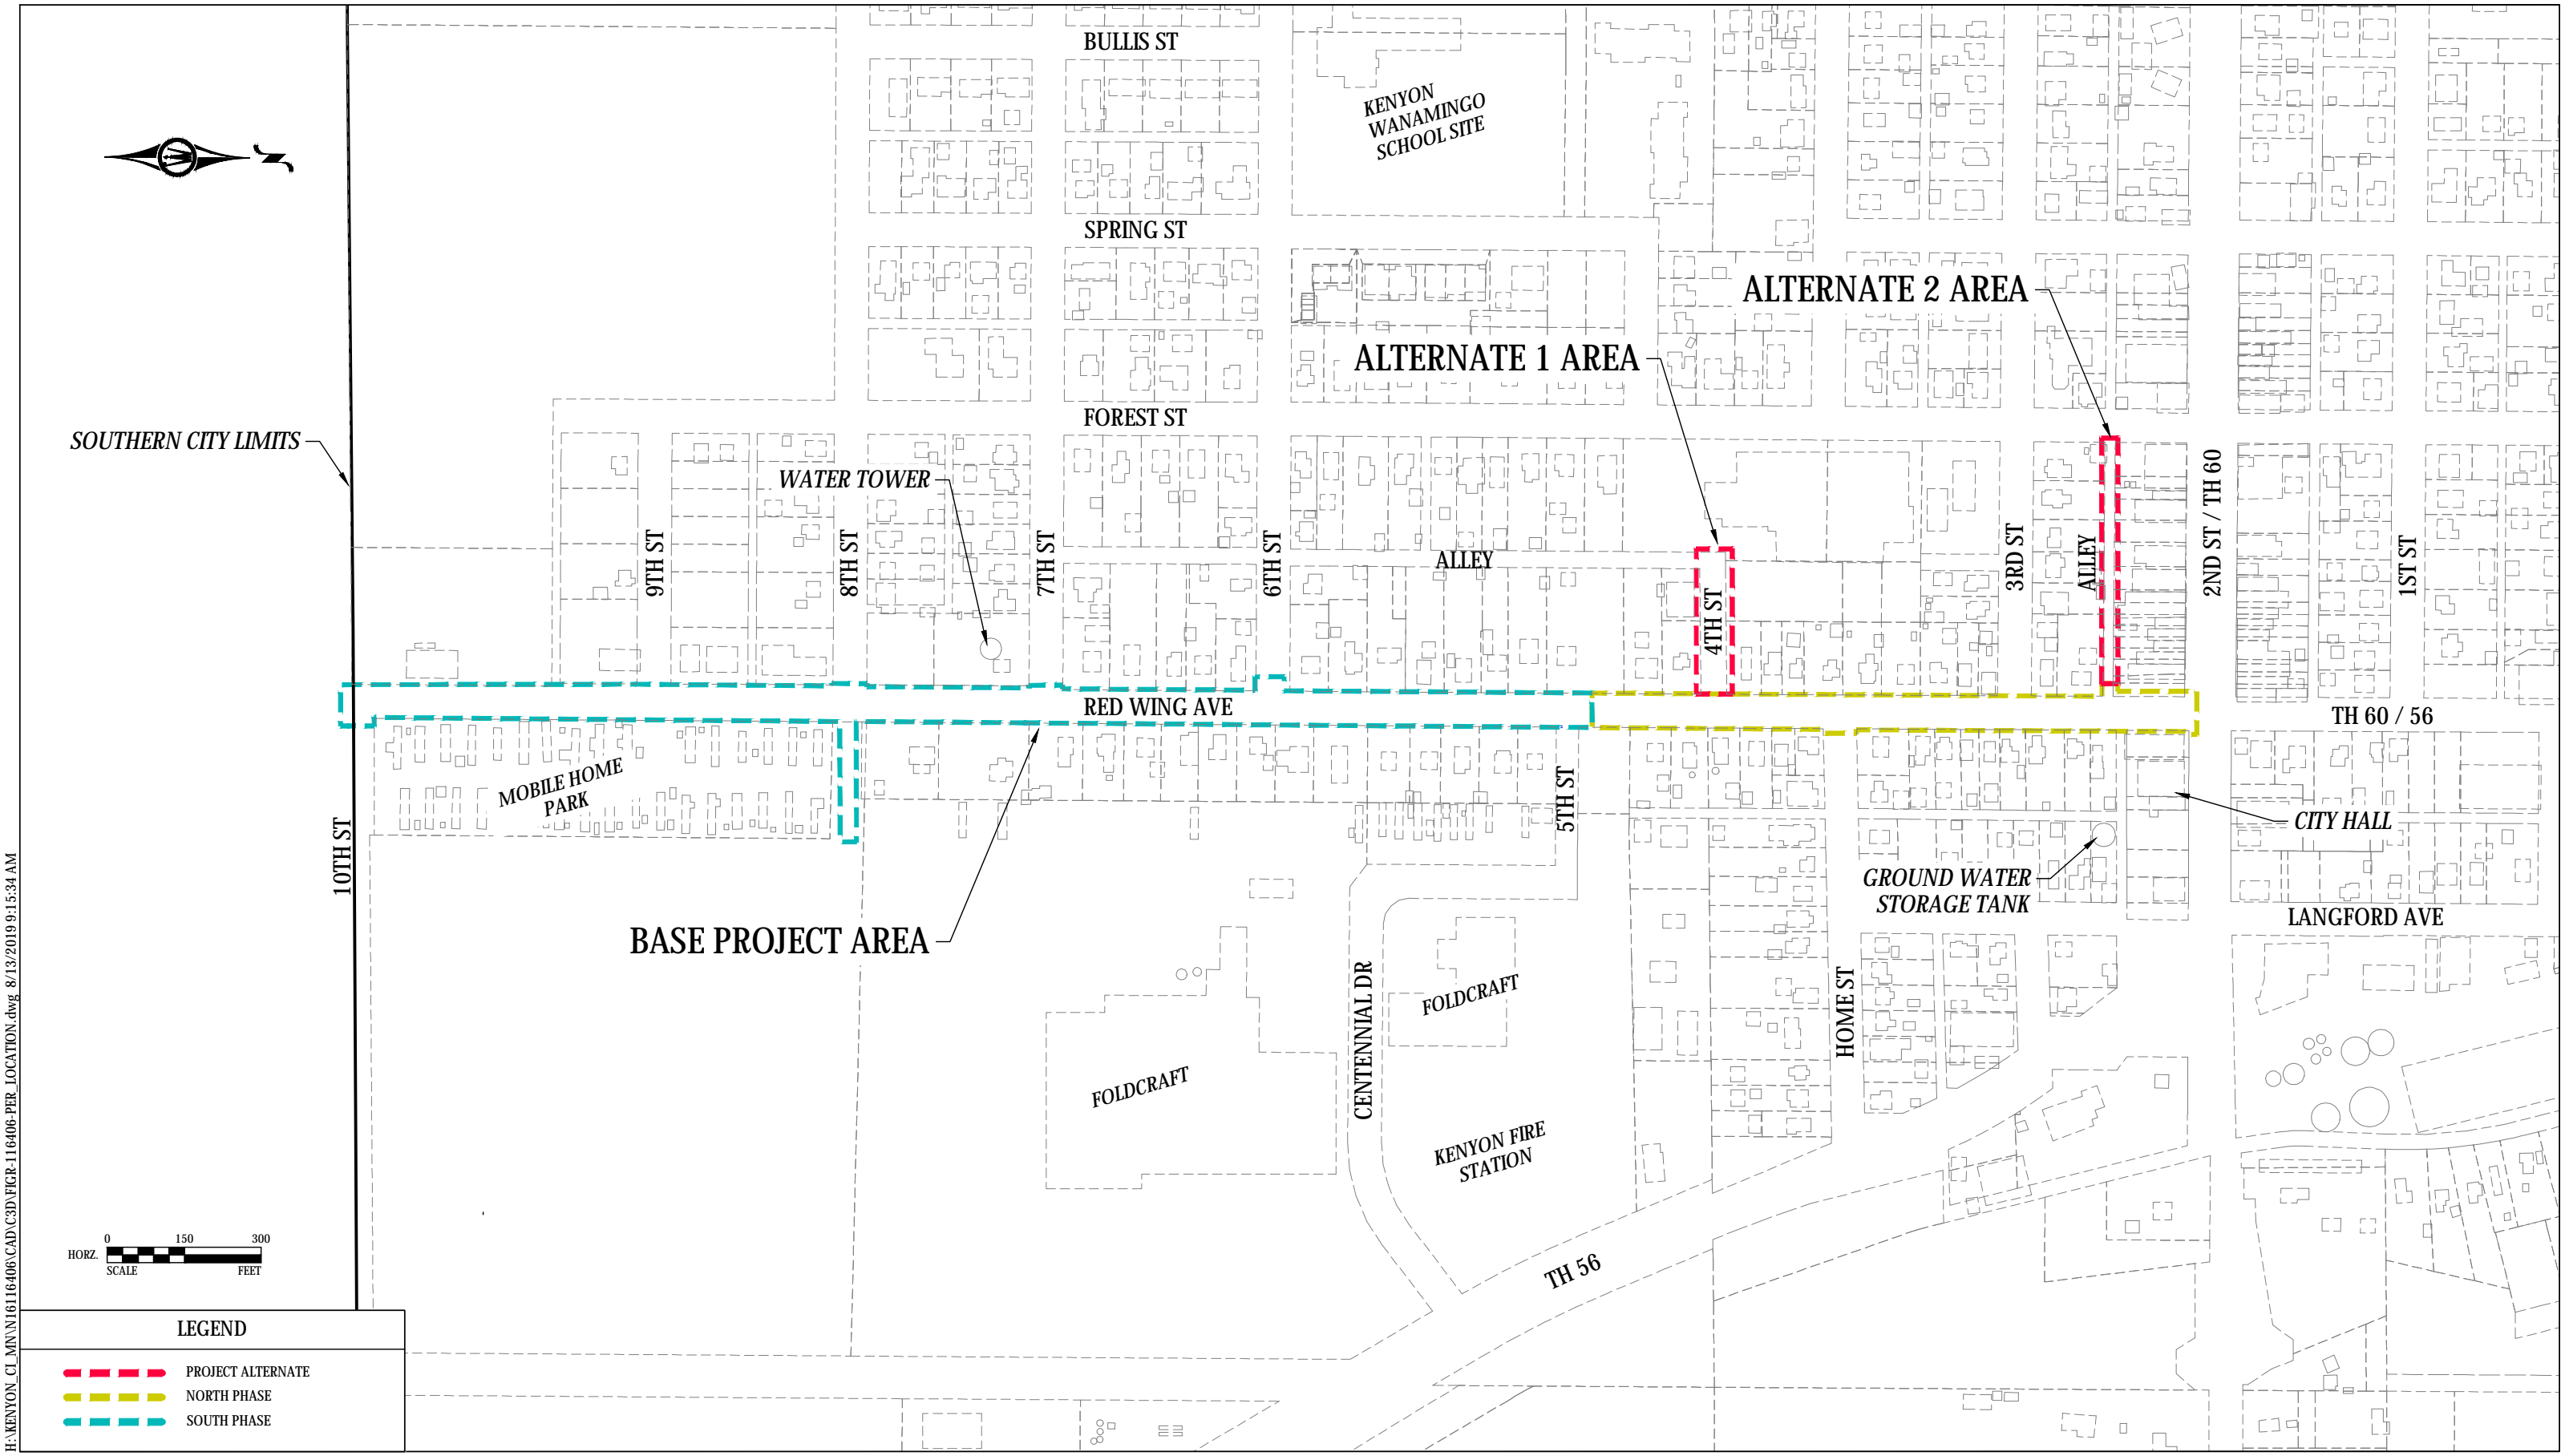 BULLIS ST
KENYON
WANAMINGO
SCHOOL SITE
SPRING ST
ALTERNATE 2 AREA
ALTERNATE 1 AREA
FOREST ST
SOUTHERN CITY LIMITS
WATER TOWER
9TH ST
8TH ST
7TH ST
6TH ST
ALLEY
4TH ST
3RD ST
ALLEY
2ND ST / TH 60
1ST ST
RED WING AVE
TH 60 / 56
MOBILE HOME
PARK
5TH ST
CITY HALL
10TH ST
GROUND WATER
STORAGE TANK
LANGFORD AVE
BASE PROJECT AREA
CENTENNIAL DR
FOLDCRAFT
HOME ST
FOLDCRAFT
KENYON FIRE
STATION
TH 56
0 150 300
HORZ.
SCALE FEET
LEGEND
PROJECT ALTERNATE
NORTH PHASE
SOUTH PHASE
H:\KENYON_CI_MN\N16116406\CAD\C3D\FIGR-116406-PER_LOCATION.dwg 8/13/2019 9:15:34 AM